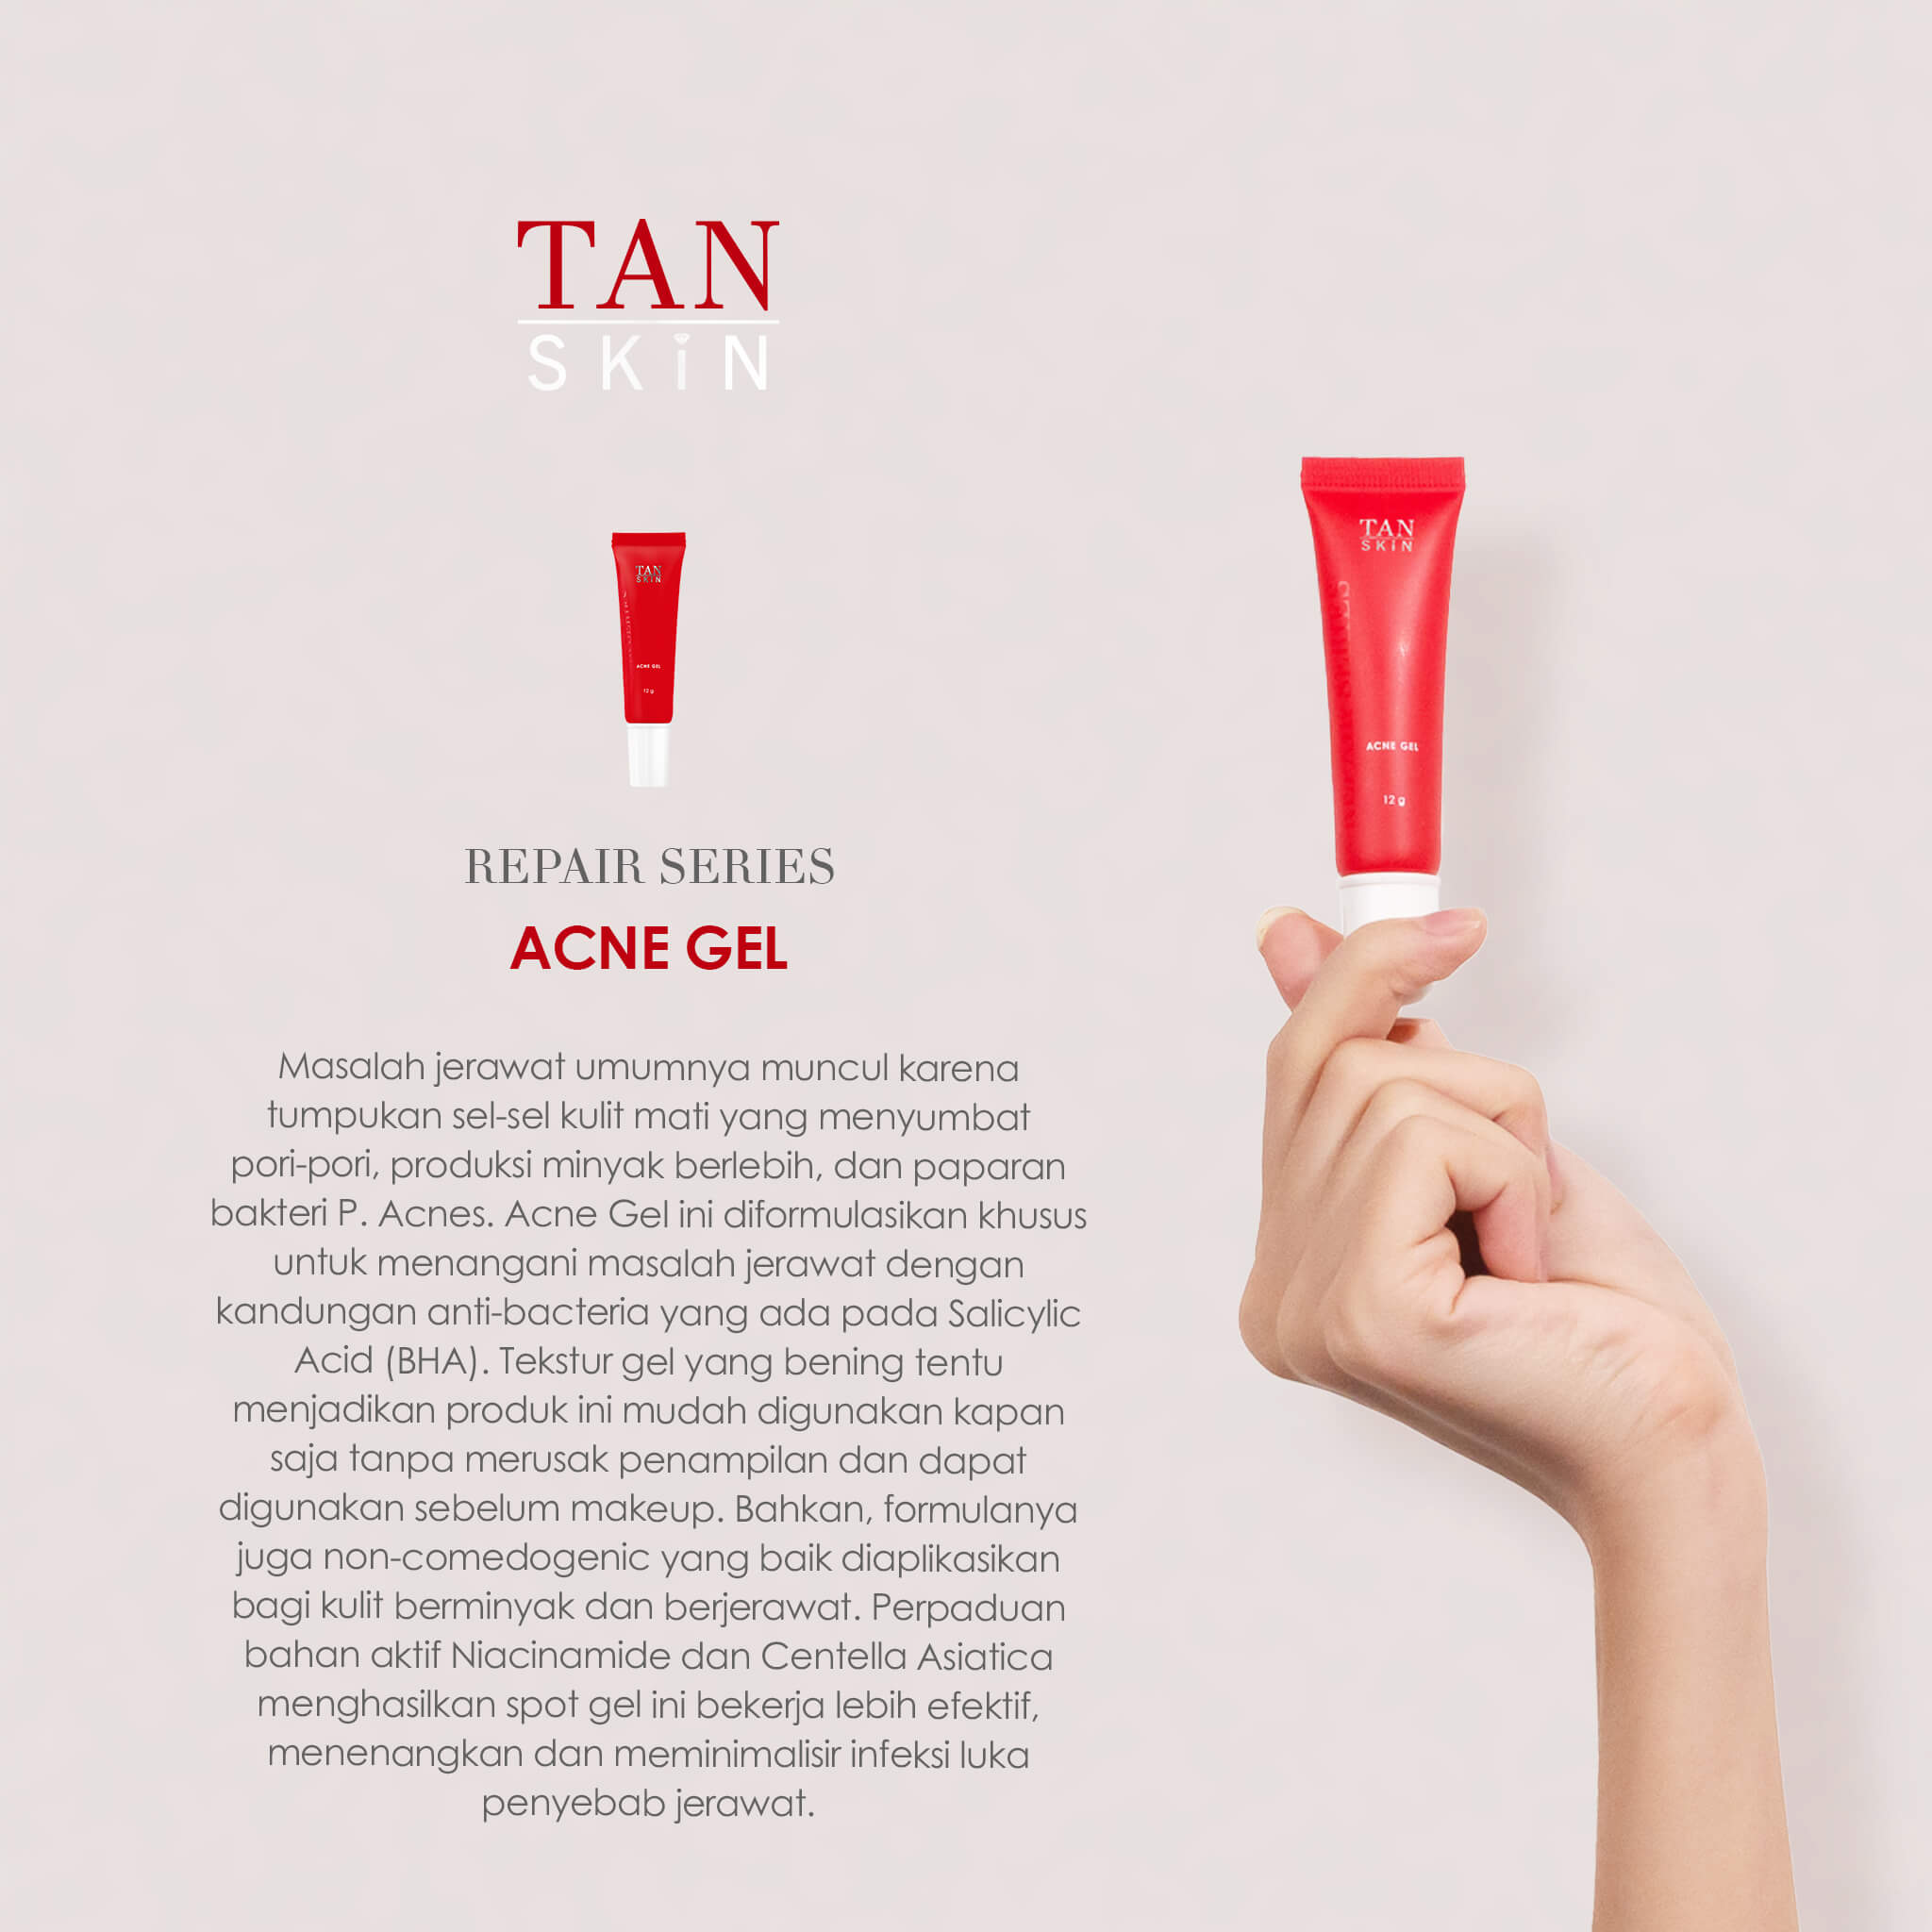 TAN
SKiN
TAN
SKIN
ACNE GEL
12 g
REPAIR SERIES
ACNE GEL
Masalah jerawat umumnya muncul karena
tumpukan sel-sel kulit mati yang menyumbat
pori-pori, produksi minyak berlebih, dan paparan
bakteri P. Acnes. Acne Gel ini diformulasikan khusus
untuk menangani masalah jerawat dengan
kandungan anti-bacteria yang ada pada Salicylic
Acid (BHA). Tekstur gel yang bening tentu
menjadikan produk ini mudah digunakan kapan
saja tanpa merusak penampilan dan dapat
digunakan sebelum makeup. Bahkan, formulanya
juga non-comedogenic yang baik diaplikasikan
bagi kulit berminyak dan berjerawat. Perpaduan
bahan aktif Niacinamide dan Centella Asiatica
menghasilkan spot gel ini bekerja lebih efektif,
menenangkan dan meminimalisir infeksi luka
penyebab jerawat.
TAN
SKIN
SERIES
ACNE GEL
12 g